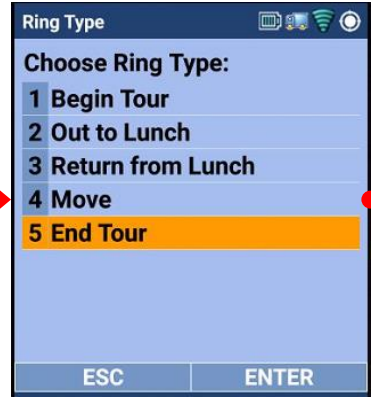 Ring Type
Choose Ring Type:
1 Begin Tour
2 Out to Lunch
3 Return from Lunch
4 Move
5 End Tour
ESC ENTER